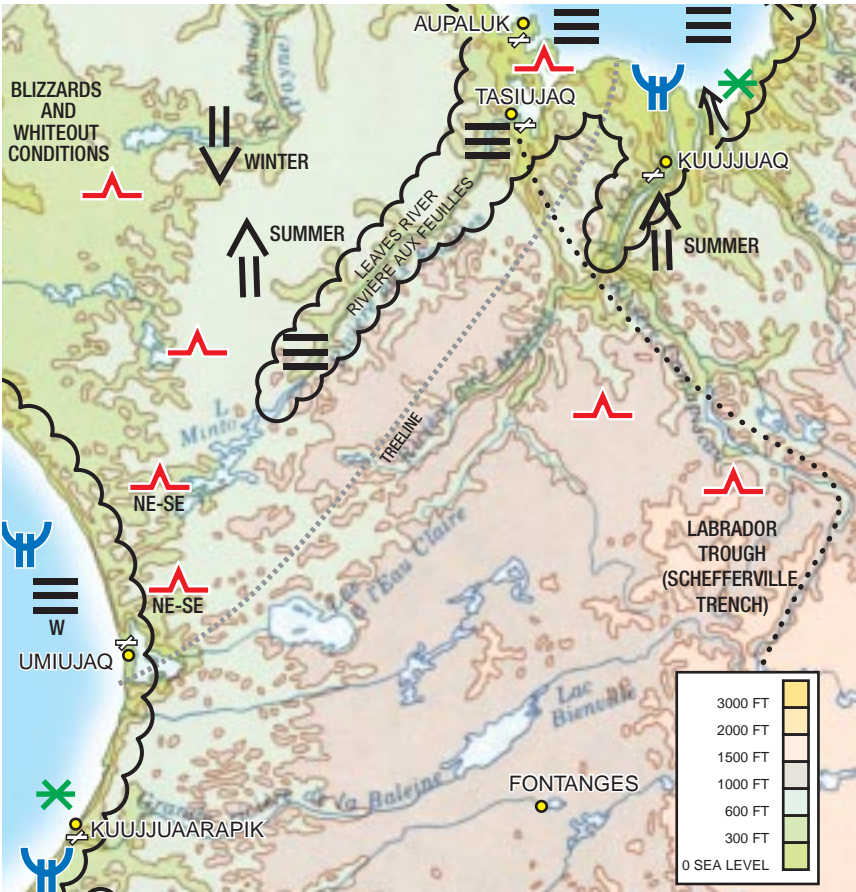 AUPALUK
BLIZZARDS
AND
WHITEOUT
CONDITIONS
TASIUJAQ
WINTER
KUUJJUAQ
SUMMER
SUMMER
LEAVES RIVER
RIVIÈRE AUX FEUILLES
L.
Minto
TREELINE
NE-SE
LABRADOR
TROUGH
(SCHEFFERVILLE
TRENCH)
NE-SE
W
Lac
à l'Eau Claire
UMIUJAQ
Lac
Bienville
Grande Rivière de la Baleine
FONTANGES
KUUJJUAARAPIK
3000 FT
2000 FT
1500 FT
1000 FT
600 FT
300 FT
0 SEA LEVEL